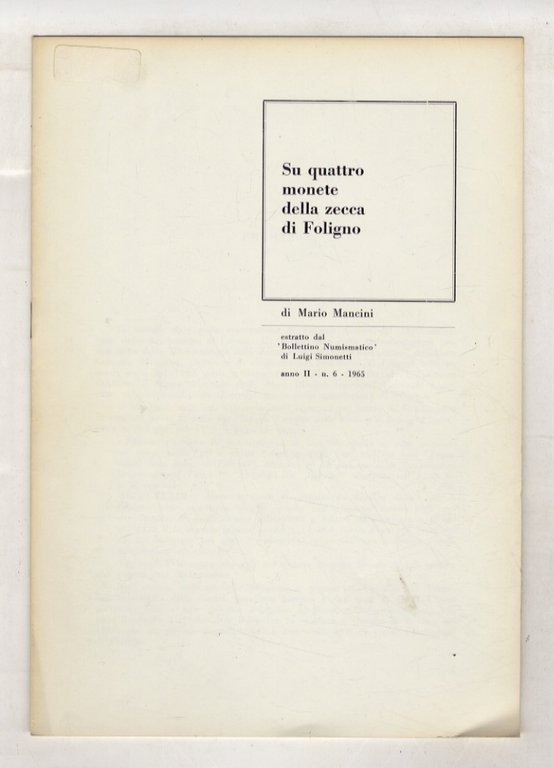 Su quattro
monete
della zecca
di Foligno
di Mario Mancini
estratto dal
'Bollettino Numismatico'
di Luigi Simonetti
anno II - n. 6 - 1965